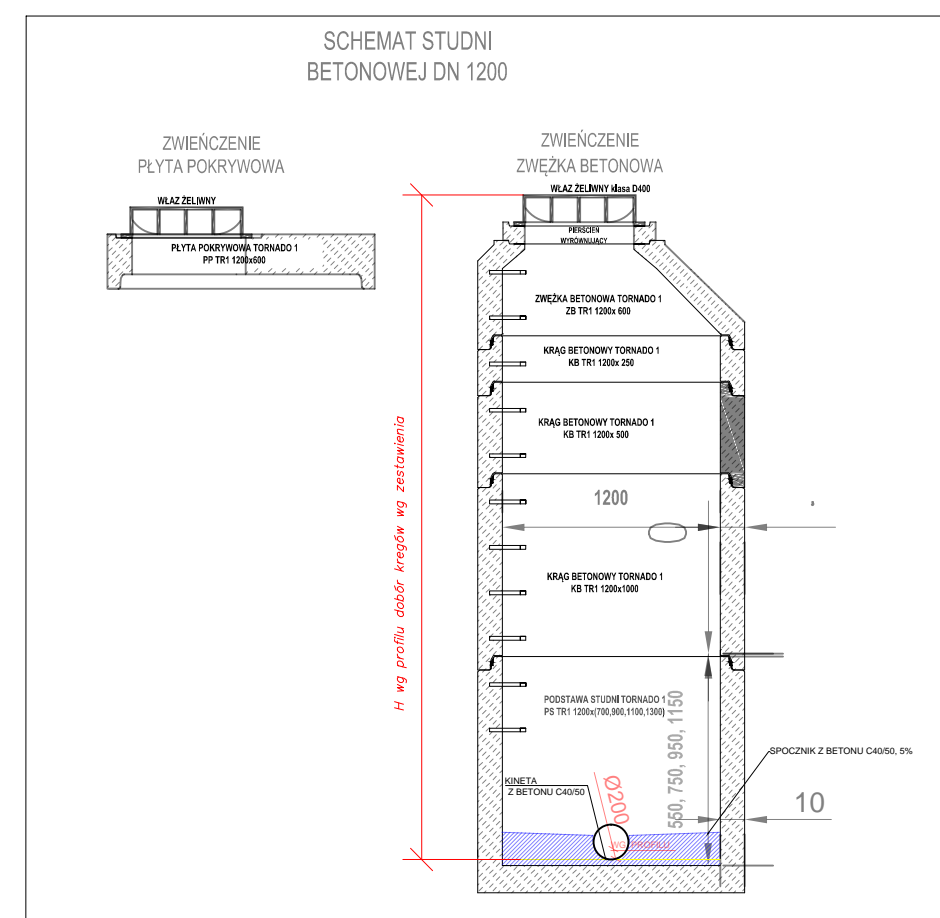 SCHEMAT STUDNI
BETONOWEJ DN 1200
ZWIEŃCZENIE
PŁYTA POKRYWOWA
WŁAZ ŻELIWNY
PŁYTA POKRYWOWA TORNADO 1
PP TR1 1200x600
ZWIEŃCZENIE
ZWĘŻKA BETONOWA
WŁAZ ŻELIWNY klasa D400
PIERSCIEŃ
WYRÓWNUJĄCY
ZWĘŻKA BETONOWA TORNADO 1
ZB TR1 1200x 600
KRĄG BETONOWY TORNADO 1
KB TR1 1200x 250
KRĄG BETONOWY TORNADO 1
KB TR1 1200x 500
1200
KRĄG BETONOWY TORNADO 1
KB TR1 1200x1000
H wg profilu dobór kregów wg zestawienia
PODSTAWA STUDNI TORNADO 1
PS TR1 1200x(700,900,1100,1300)
550, 750, 950, 1150
SPOCZNIK Z BETONU C40/50, 5%
KINETA
Z BETONU C40/50
Ø200
WG PROFILU
10